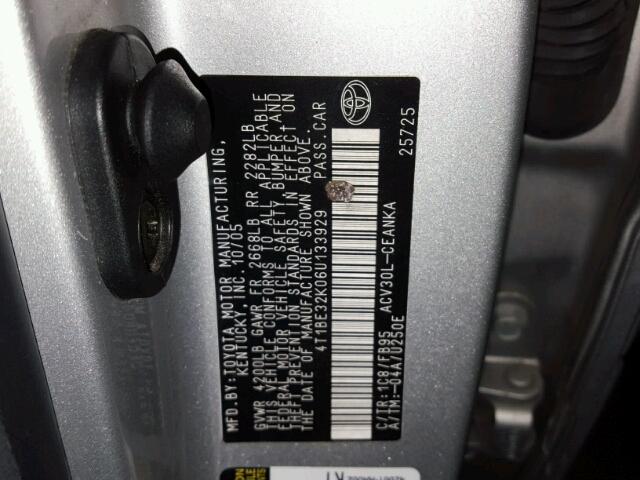 MFD.BY:TOYOTA MOTOR MANUFACTURING,
KENTUCKY, INC. 10/05
GVWR 4200LB GAWR FR 2668LB RR 2282LB
THIS VEHICLE CONFORMS TO ALL APPLICABLE
FEDERAL MOTOR VEHICLE SAFETY BUMPER AND
THEFT PREVENTION STANDARDS IN EFFECT ON
THE DATE OF MANUFACTURE SHOWN ABOVE.
4T1BE32K06U133929 PASS.CAR
C/TR:1C8/FB95 ACV30L-CEANKA
A/TM:-04A/U250E 25725